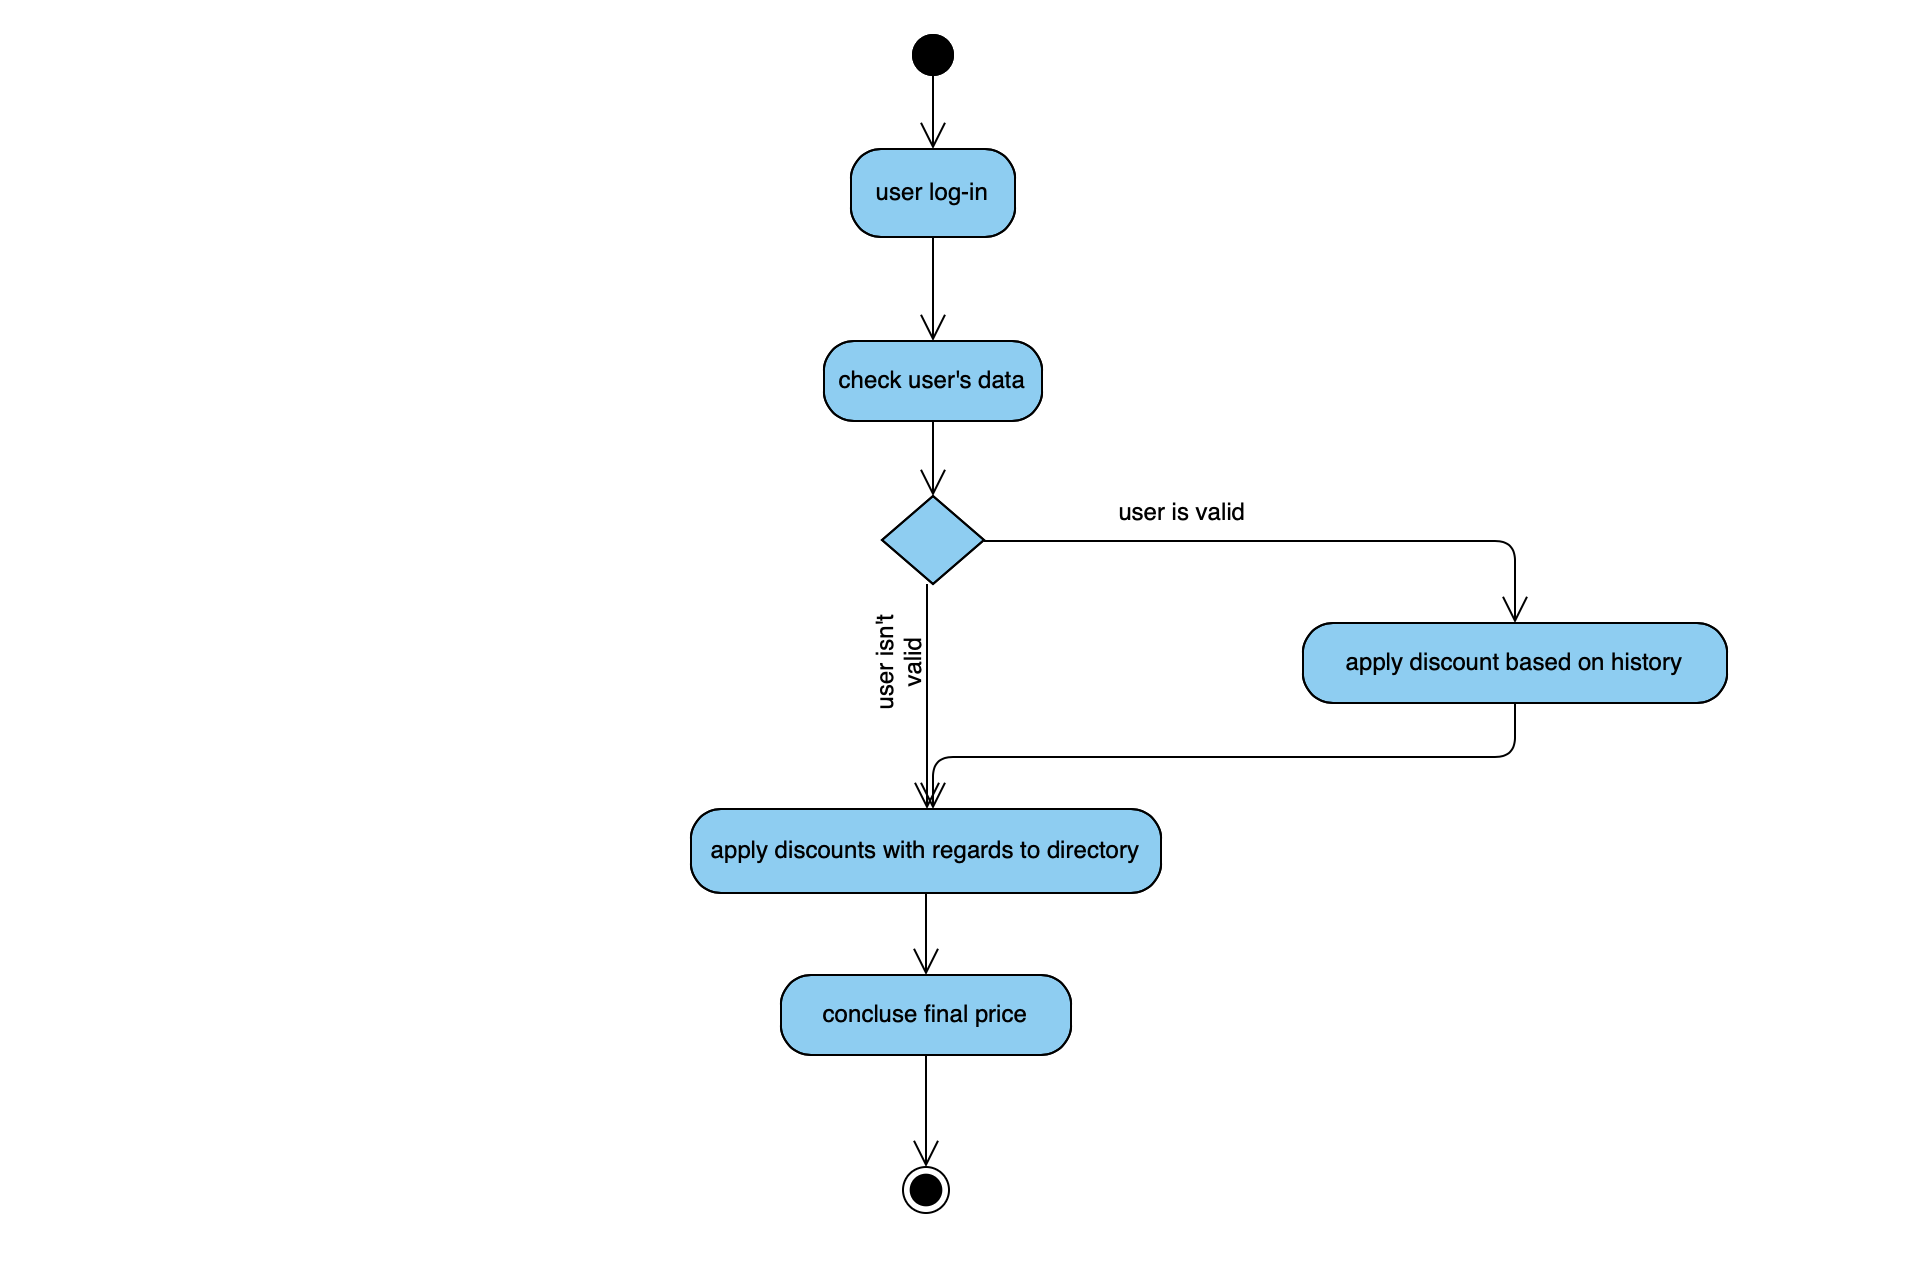 user log-in
check user's data
user is valid
user isn't
valid
apply discount based on history
apply discounts with regards to directory
concluse final price